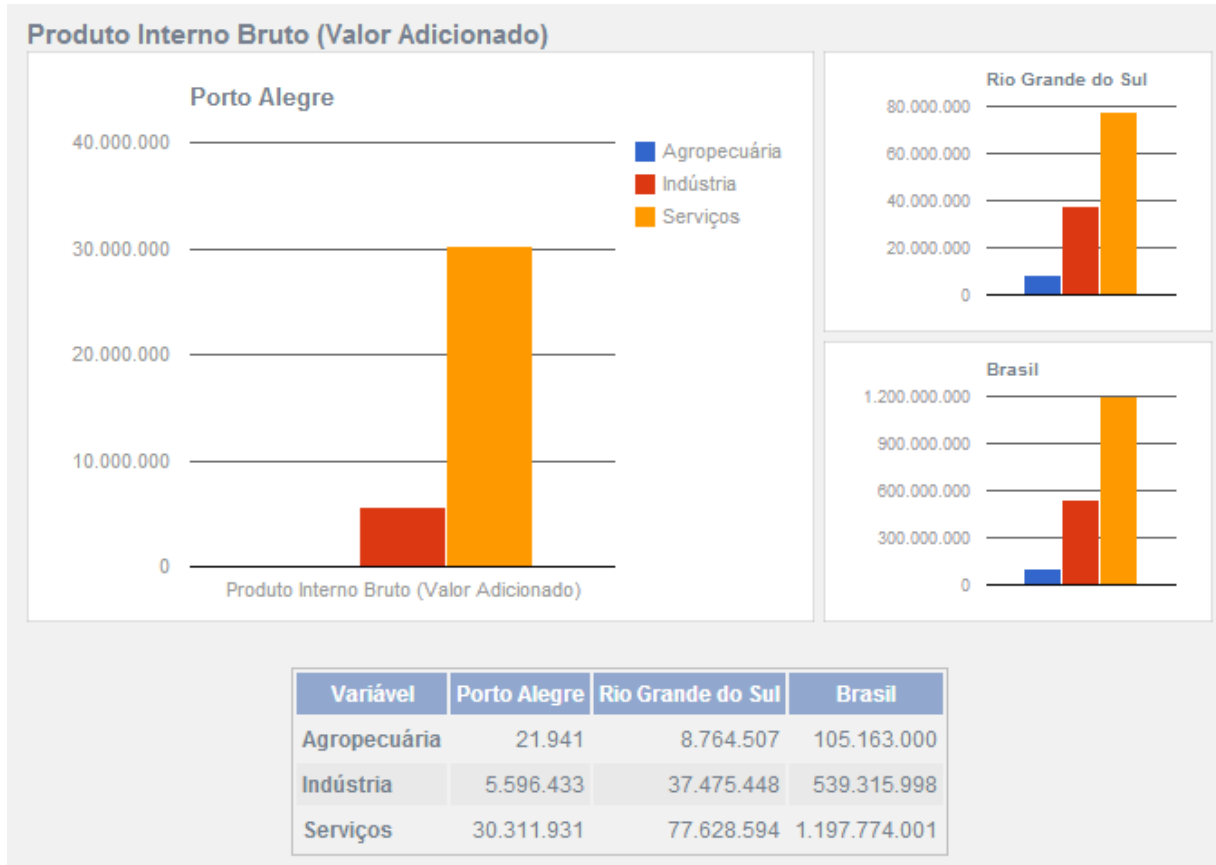 Produto Interno Bruto (Valor Adicionado)
Porto Alegre
40.000.000
30.000.000
20.000.000
10.000.000
0
Produto Interno Bruto (Valor Adicionado)
Agropecuária
Indústria
Serviços
Rio Grande do Sul
80.000.000
60.000.000
40.000.000
20.000.000
0
Brasil
1.200.000.000
900.000.000
600.000.000
300.000.000
0
Variável Porto Alegre Rio Grande do Sul Brasil
Agropecuária 21.941 8.764.507 105.163.000
Indústria 5.596.433 37.475.448 539.315.998
Serviços 30.311.931 77.628.594 1.197.774.001